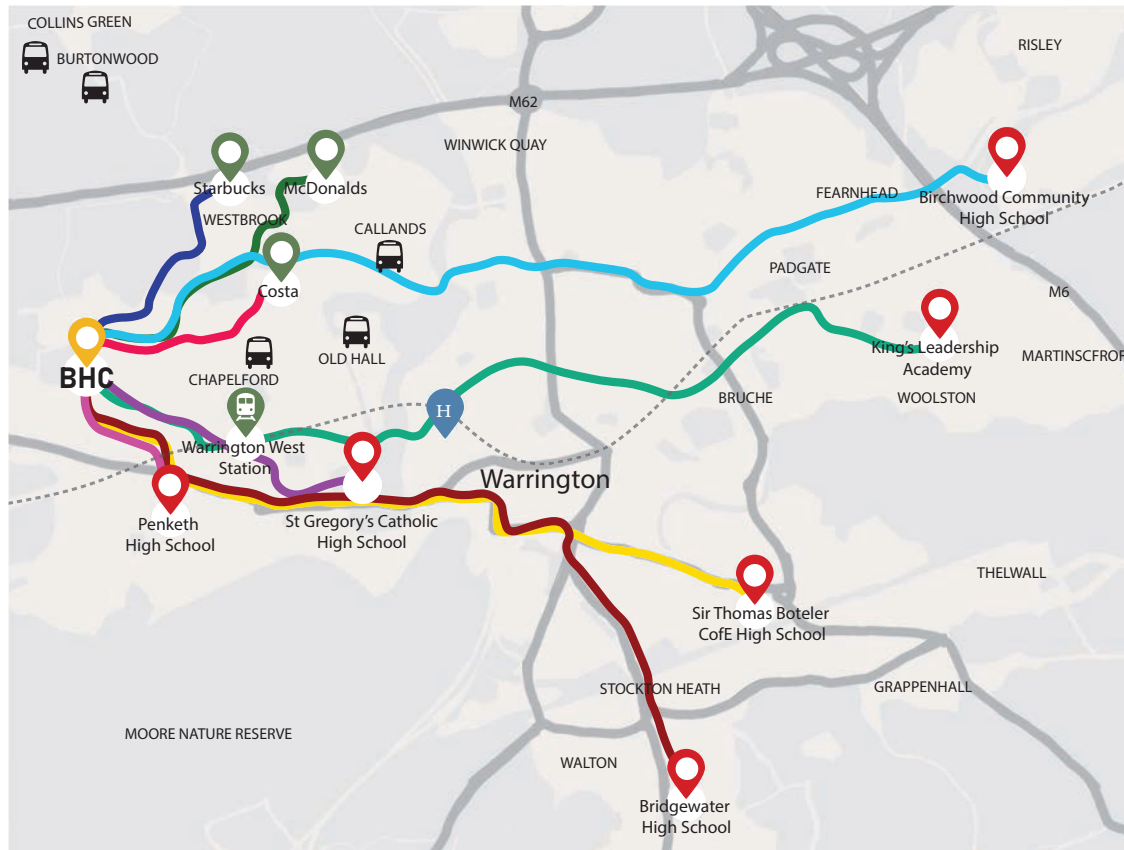 COLLINS GREEN
BURTONWOOD
RISLEY
M62
WINWICK QUAY
Starbucks
McDonalds
FEARNHEAD
Birchwood Community
High School
WESTBROOK
CALLANDS
PADGATE
Costa
M6
OLD HALL
King's Leadership
Academy
MARTINSCFROF
BHC
CHAPELFORD
BRUCHE
WOOLSTON
H
Warrington West
Station
Warrington
Penketh
High School
St Gregory's Catholic
High School
THELWALL
Sir Thomas Boteler
CofE High School
STOCKTON HEATH
GRAPPENHALL
MOORE NATURE RESERVE
WALTON
Bridgewater
High School